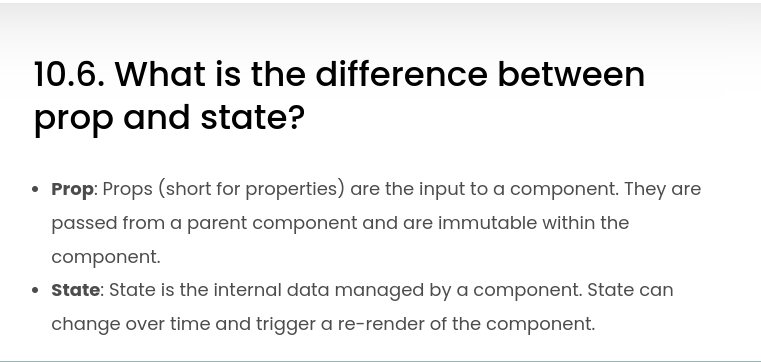 10.6. What is the difference between
prop and state?
• Prop: Props (short for properties) are the input to a component. They are
passed from a parent component and are immutable within the
component.
• State: State is the internal data managed by a component. State can
change over time and trigger a re-render of the component.